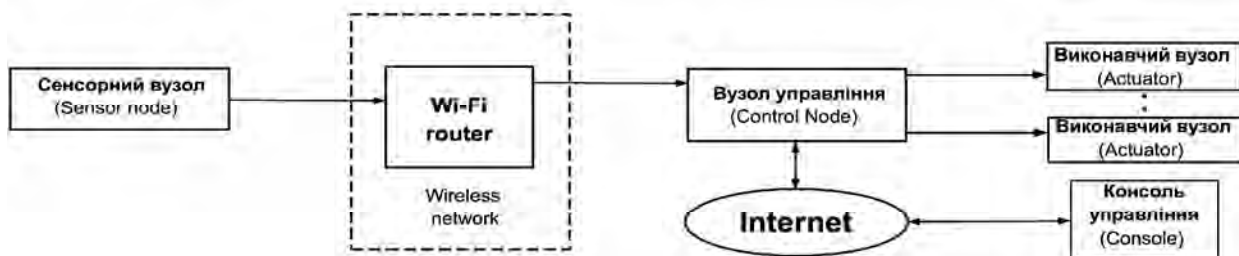 Сенсорний вузол
(Sensor node)
Wi-Fi
router
Wireless
network
Вузол управління
(Control Node)
Виконавчий вузол
(Actuator)
Виконавчий вузол
(Actuator)
Internet
Консоль
управління
(Console)